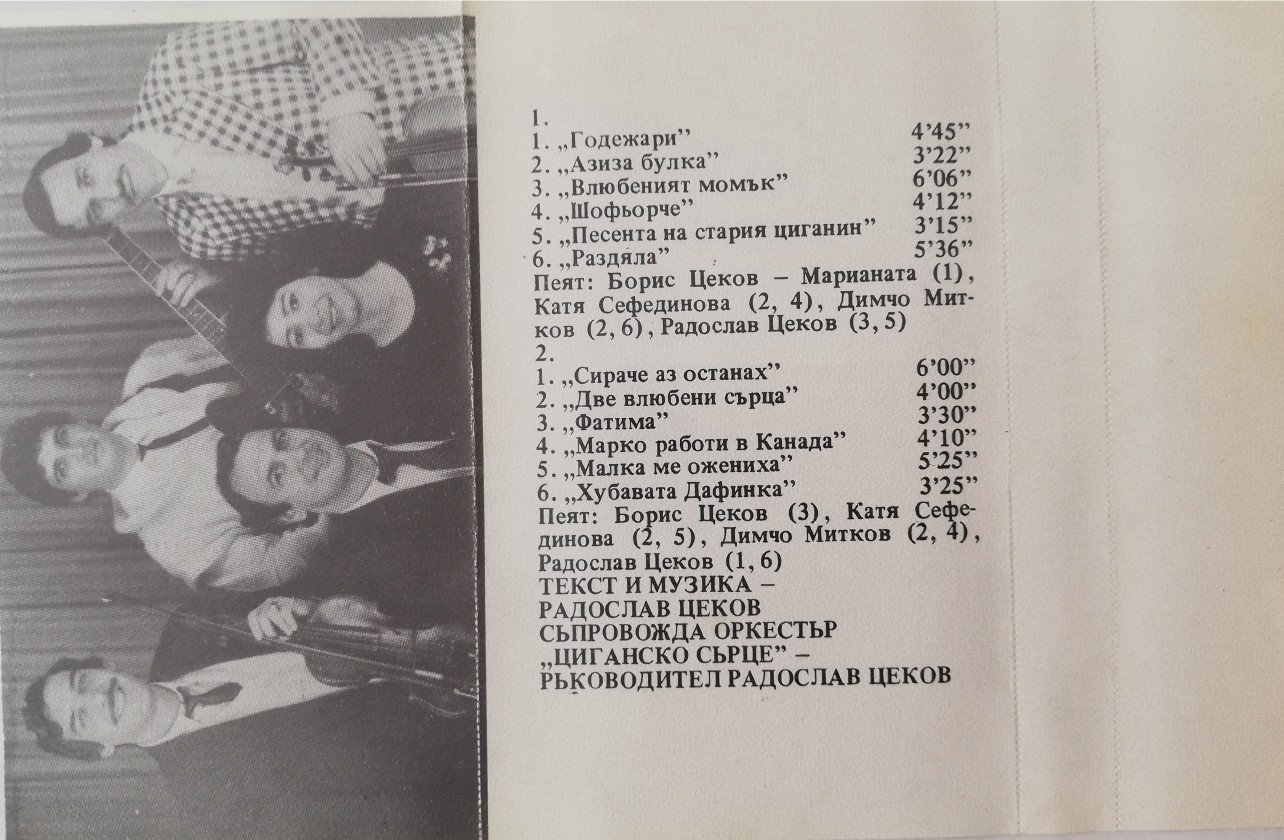 1.
1. „Годежари” 4’45”
2. „Азиза булка” 3’22”
3. „Влюбеният момък” 6’06”
4. „Шофьорче” 4’12”
5. „Песента на стария циганин” 3’15”
6. „Раздяла” 5’36”
Пеят: Борис Цеков – Марианата (1),
Катя Сефединова (2, 4), Димчо Мит-
ков (2, 6), Радослав Цеков (3, 5)
2.
1. „Сираче аз останах” 6’00”
2. „Две влюбени сърца” 4’00”
3. „Фатима” 3’30”
4. „Марко работи в Канада” 4’10”
5. „Малка ме ожениха” 5’25”
6. „Хубавата Дафинка” 3’25”
Пеят: Борис Цеков (3), Катя Сефе-
динова (2, 5), Димчо Митков (2, 4),
Радослав Цеков (1, 6)
ТЕКСТ И МУЗИКА –
РАДОСЛАВ ЦЕКОВ
СЪПРОВОЖДА ОРКЕСТЪР
„ЦИГАНСКО СЪРЦЕ” –
РЪКОВОДИТЕЛ РАДОСЛАВ ЦЕКОВ